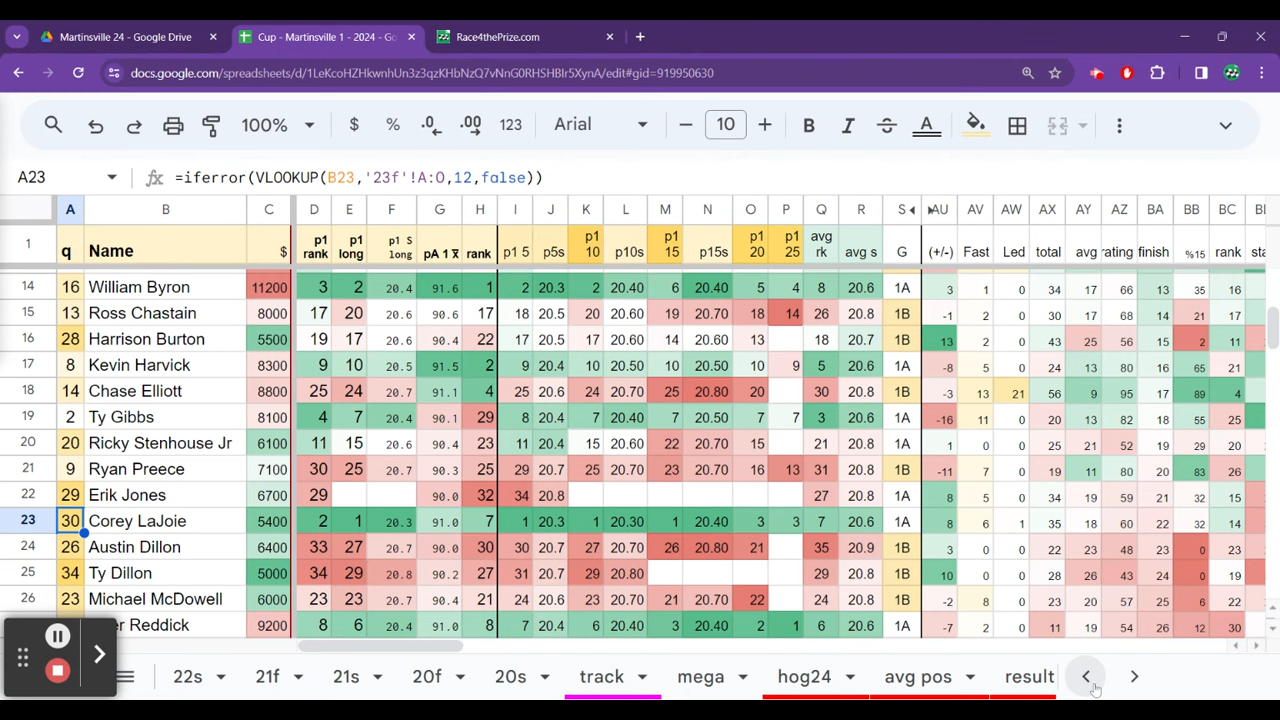 Martinsville 24 - Google Drive
Cup - Martinsville 1 - 2024 - Go
Race4thePrize.com
docs.google.com/spreadsheets/d/1LeKcoHZHkwnhUn3z3qzKHbNzQ7vNnG0RHSHBIr5XynA/edit#gid=919950630
100% $ % .0 .00 123 Arial 10 B I S A
A23 fx =iferror(VLOOKUP(B23,'23f'!A:O,12,false))
A B C D E F G H I J K L M N O P Q R S AU AV AW AX AY AZ BA BB BC
1 q Name $ p1 rank p1 long p1 S long pA 1 x̄ rank p1 5 p5s p1 10 p10s p1 15 p15s p1 20 p1 25 avg rk avg s G (+/-) Fast Led total avg rating finish %15 rank sta
14 16 William Byron 11200 3 2 20.4 91.6 1 2 20.3 2 20.40 6 20.40 5 4 8 20.6 1A 3 1 0 34 17 66 13 35 16
15 13 Ross Chastain 8000 17 20 20.6 90.6 17 18 20.5 20 20.60 19 20.70 18 14 26 20.8 1B -1 2 0 30 17 68 14 21 17
16 28 Harrison Burton 5500 19 17 20.6 90.4 22 17 20.5 17 20.60 14 20.60 13 18 20.7 1B 13 2 0 43 25 56 15 2 11
17 8 Kevin Harvick 8300 9 10 20.5 91.5 2 9 20.4 10 20.50 10 20.50 10 9 5 20.6 1A -8 5 0 24 13 80 16 65 21
18 14 Chase Elliott 8800 25 24 20.7 91.1 4 25 20.6 24 20.70 25 20.80 20 30 20.8 1B -3 13 21 56 9 95 17 89 4
19 2 Ty Gibbs 8100 4 7 20.4 90.1 29 8 20.4 7 20.40 7 20.50 7 7 3 20.6 1A -16 11 0 20 13 82 18 55 25
20 20 Ricky Stenhouse Jr 6100 11 15 20.6 90.4 23 11 20.4 15 20.60 22 20.70 15 21 20.8 1A 1 0 0 25 21 52 19 29 20
21 9 Ryan Preece 7100 30 25 20.7 90.3 25 29 20.7 25 20.70 23 20.70 16 13 31 20.8 1B -11 7 0 19 11 80 20 83 26
22 29 Erik Jones 6700 29 90.0 32 34 20.8 27 20.8 1A 8 5 0 34 19 59 21 32 15
23 30 Corey LaJoie 5400 2 1 20.3 91.0 7 1 20.3 1 20.30 1 20.40 3 3 7 20.6 1A 8 6 1 35 18 60 22 32 14
24 26 Austin Dillon 6400 33 27 20.7 90.0 30 30 20.7 27 20.70 26 20.80 21 35 20.9 1B 3 0 0 22 23 48 23 0 23
25 34 Ty Dillon 5000 34 29 20.8 90.2 27 31 20.7 29 20.80 29 20.8 1B 10 0 0 28 26 43 24 0 19
26 23 Michael McDowell 6000 23 23 20.7 90.4 21 24 20.6 23 20.70 21 20.70 22 24 20.8 1B -2 8 0 23 20 57 25 6 22
er Reddick 9200 8 6 20.4 91.0 8 7 20.4 6 20.40 3 20.40 2 1 6 20.6 1A -7 2 0 11 19 54 26 12 30
22s 21f 21s 20f 20s track mega hog24 avg pos result